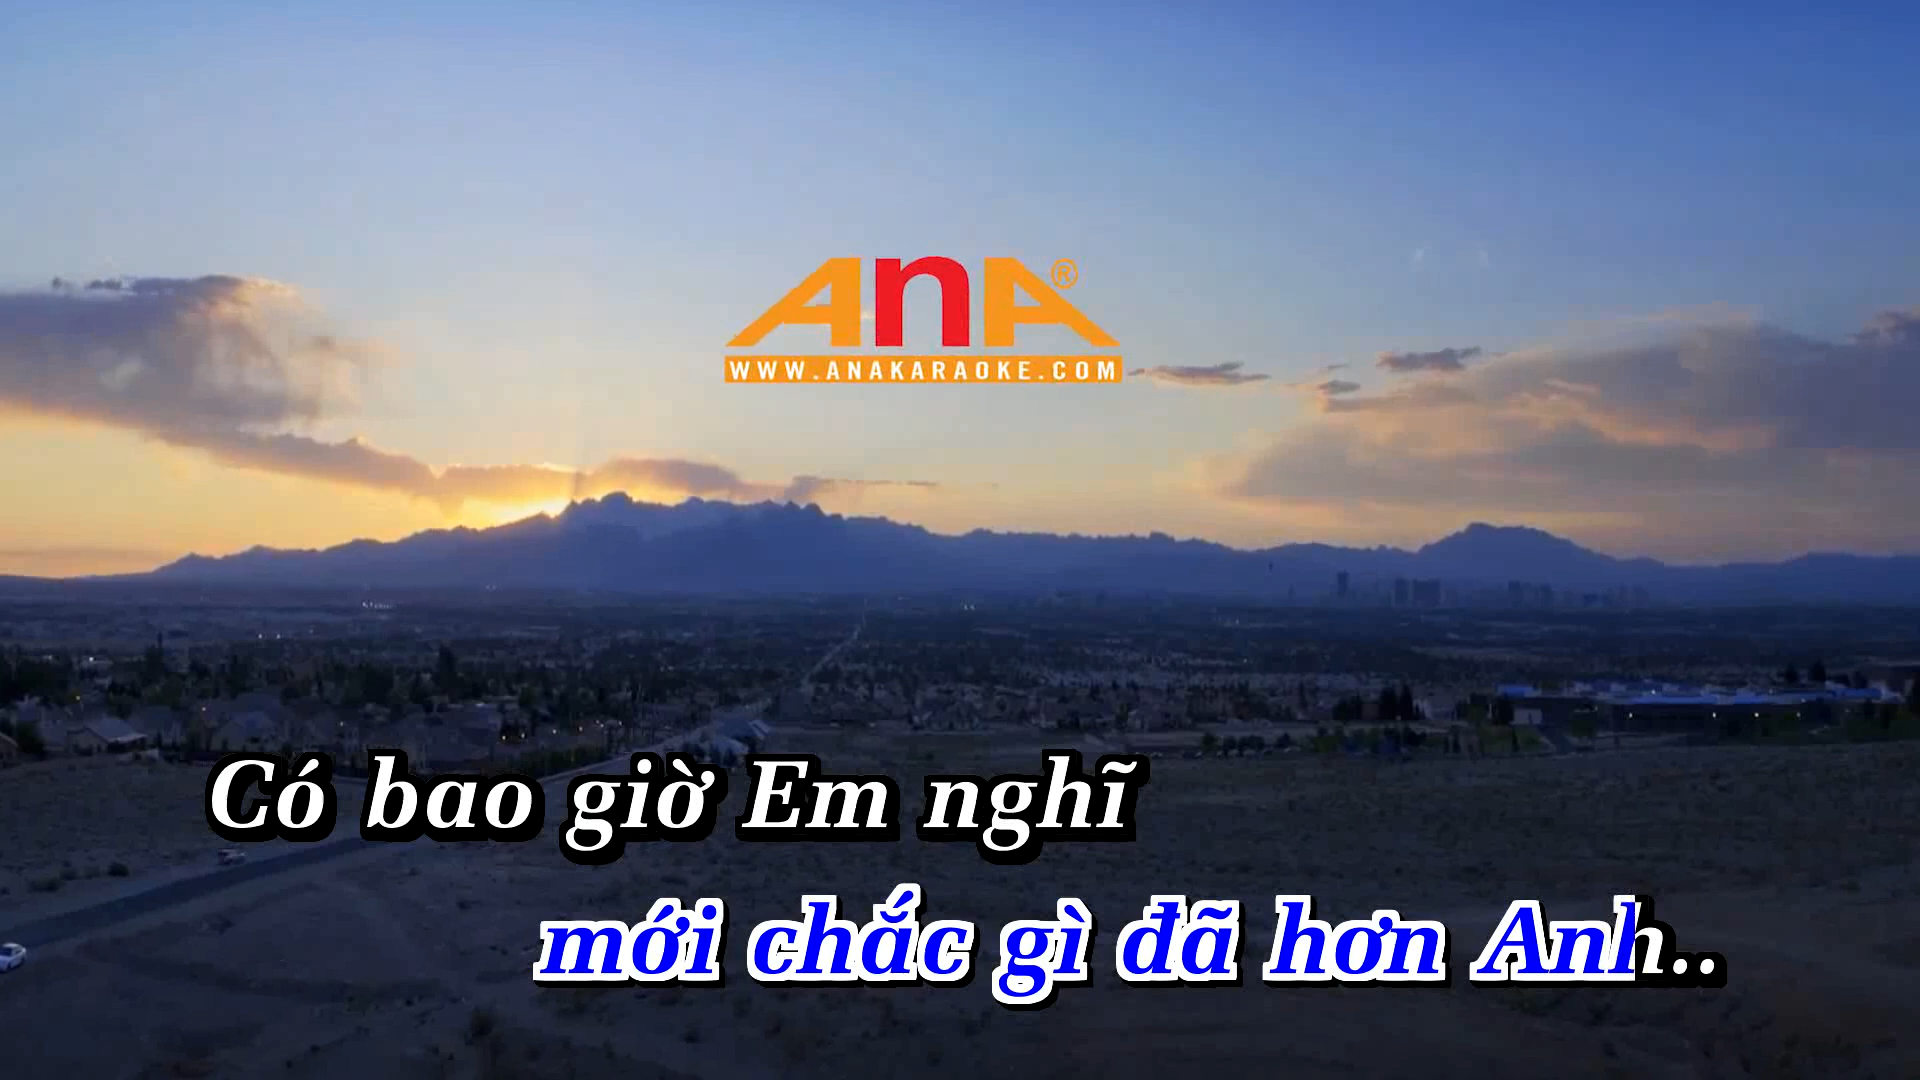 AnA®
WWW.ANAKARAOKE.COM
Có bao giờ Em nghĩ
mới chắc gì đã hơn Anh..